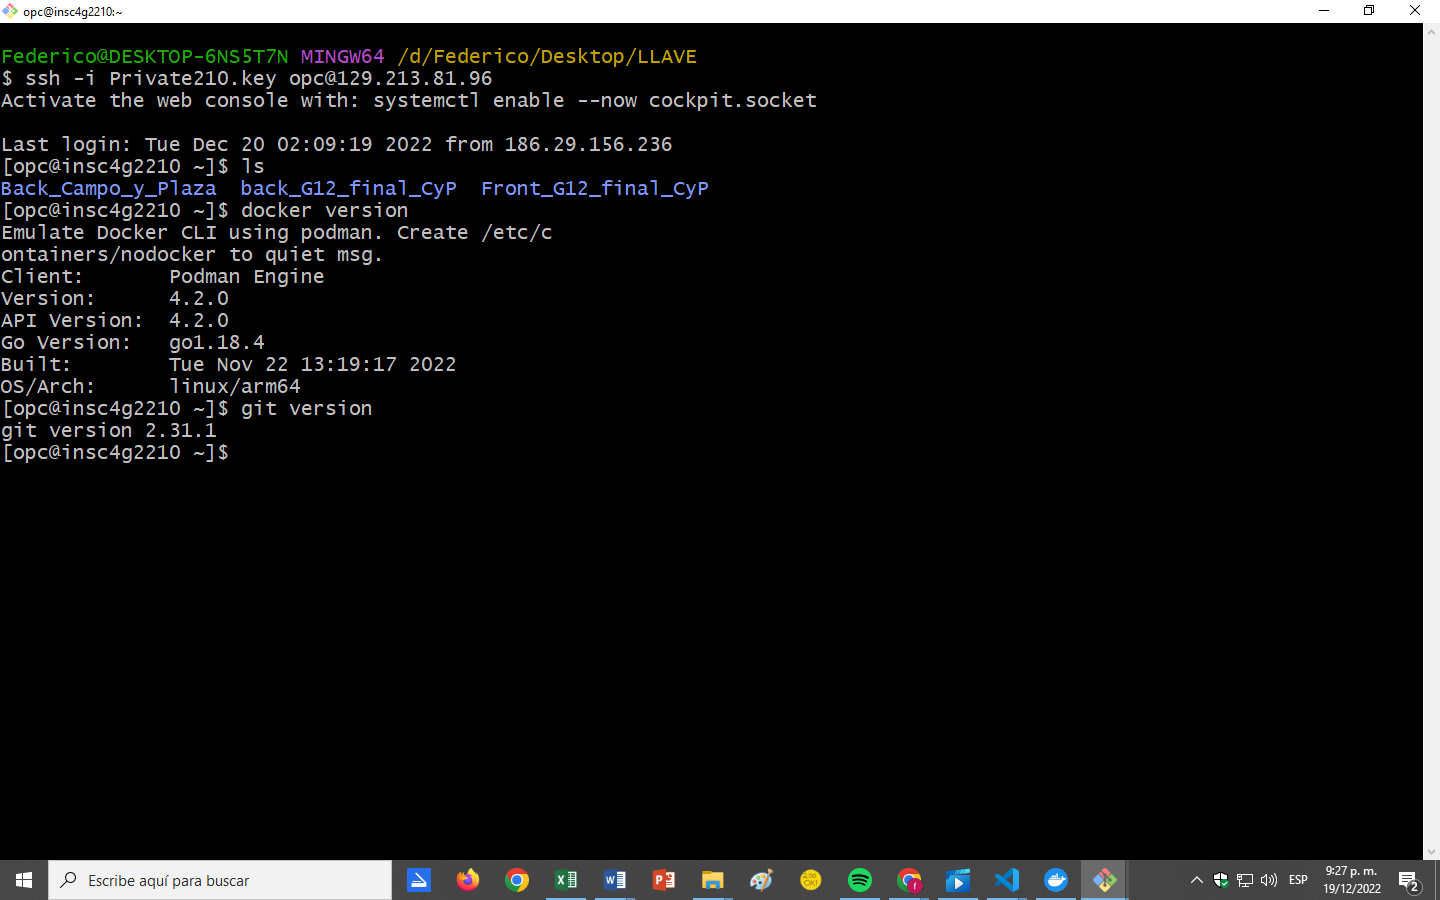 opc@insc4g2210:~
Federico@DESKTOP-6NS5T7N MINGW64 /d/Federico/Desktop/LLAVE
$ ssh -i Private210.key opc@129.213.81.96
Activate the web console with: systemctl enable --now cockpit.socket
Last login: Tue Dec 20 02:09:19 2022 from 186.29.156.236
[opc@insc4g2210 ~]$ ls
Back_Campo_y_Plaza  back_G12_final_CyP  Front_G12_final_CyP
[opc@insc4g2210 ~]$ docker version
Emulate Docker CLI using podman. Create /etc/c
ontainers/nodocker to quiet msg.
Client:       Podman Engine
Version:      4.2.0
API Version:  4.2.0
Go Version:   go1.18.4
Built:        Tue Nov 22 13:19:17 2022
OS/Arch:      linux/arm64
[opc@insc4g2210 ~]$ git version
git version 2.31.1
[opc@insc4g2210 ~]$
Escribe aquí para buscar
ESP
9:27 p. m.
19/12/2022
2